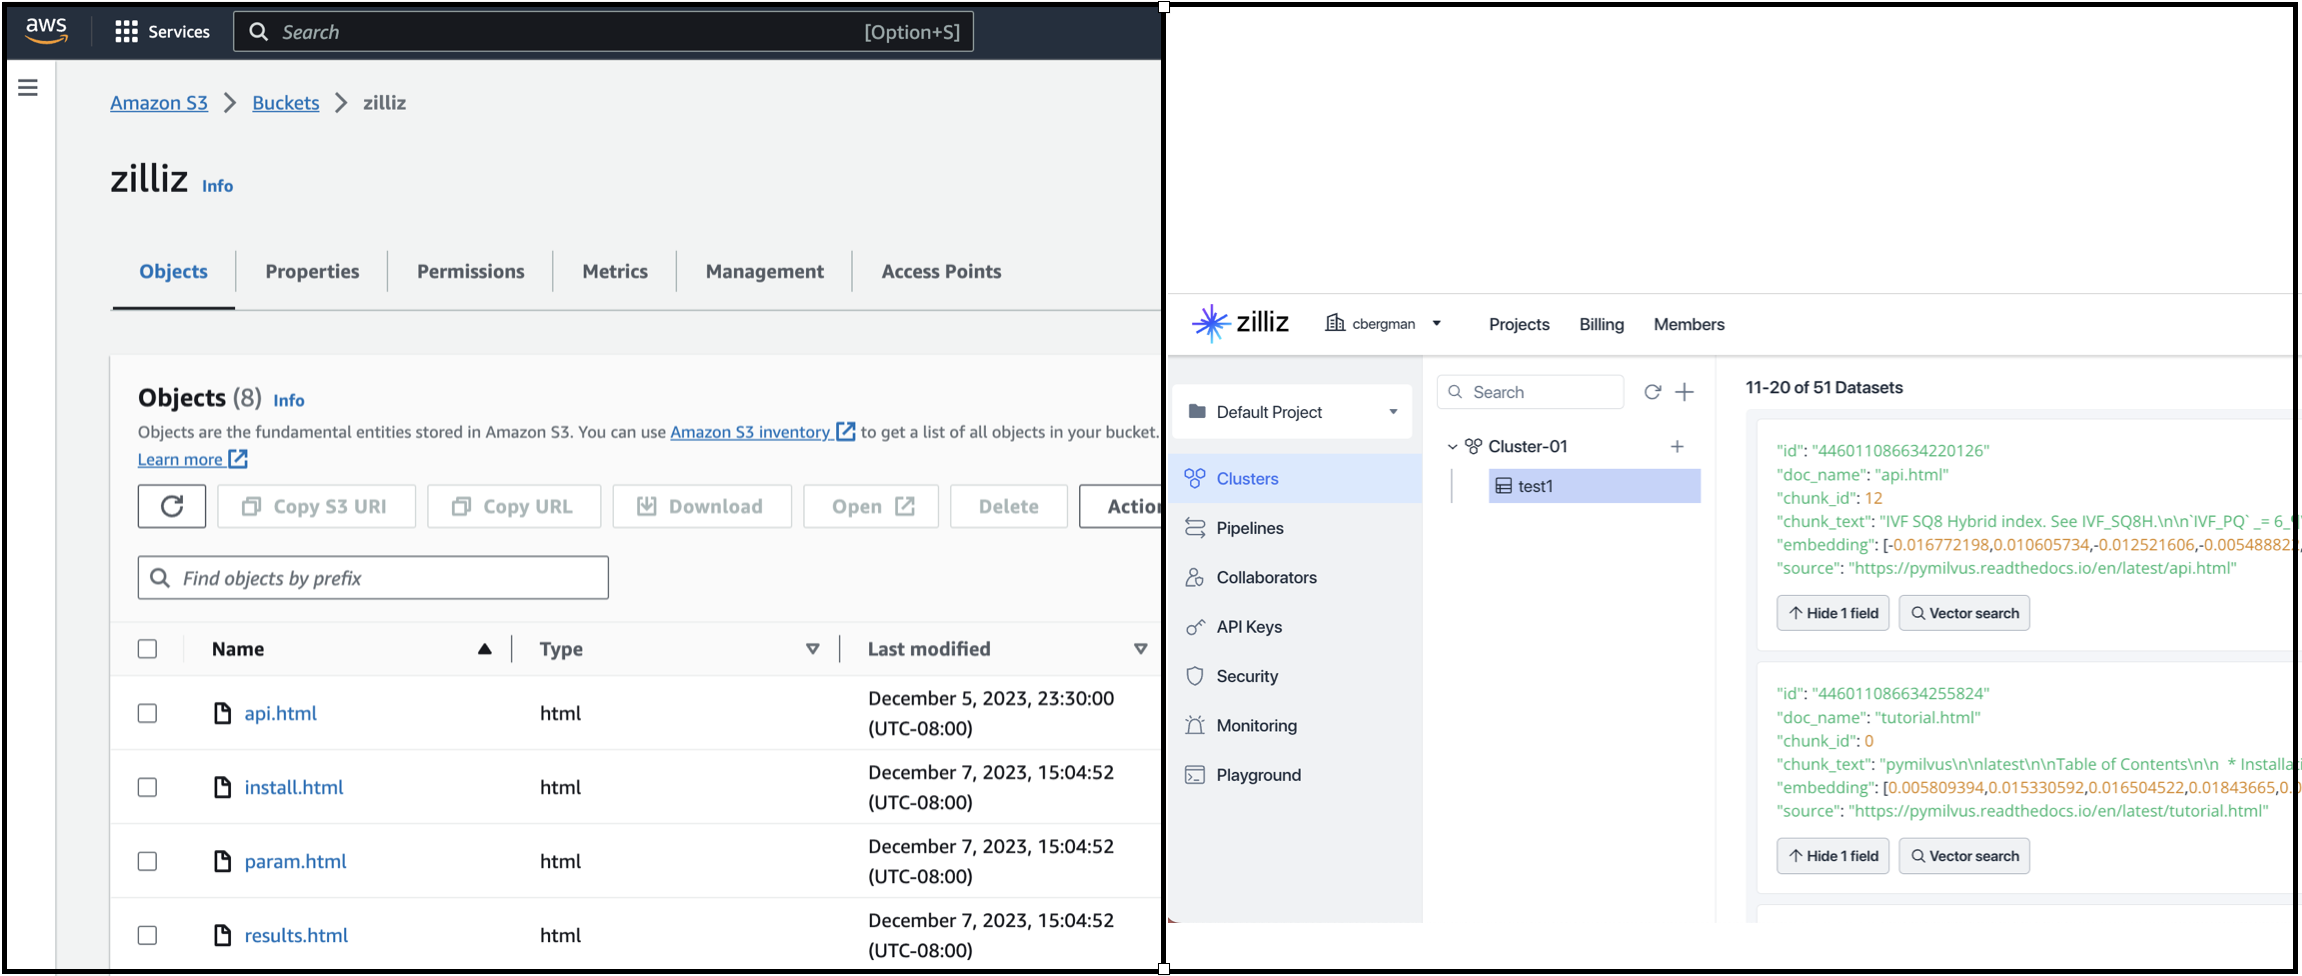 aws
Services
Search
[Option+S]
Amazon S3 > Buckets > zilliz
zilliz Info
Objects
Properties
Permissions
Metrics
Management
Access Points
Objects (8) Info
Objects are the fundamental entities stored in Amazon S3. You can use Amazon S3 inventory to get a list of all objects in your bucket.
Learn more
Copy S3 URI
Copy URL
Download
Open
Delete
Action
Find objects by prefix
Name
Type
Last modified
api.html
html
December 5, 2023, 23:30:00
(UTC-08:00)
install.html
html
December 7, 2023, 15:04:52
(UTC-08:00)
param.html
html
December 7, 2023, 15:04:52
(UTC-08:00)
results.html
html
December 7, 2023, 15:04:52
(UTC-08:00)
zilliz
cbergman
Projects
Billing
Members
Default Project
Clusters
Pipelines
Collaborators
API Keys
Security
Monitoring
Playground
Search
Cluster-01
test1
11-20 of 51 Datasets
"id": "446011086634220126"
"doc_name": "api.html"
"chunk_id": 12
"chunk_text": "IVF SQ8 Hybrid index. See IVF_SQ8H.\n\n`IVF_PQ` _= 6_
"embedding": [-0.016772198,0.010605734,-0.012521606,-0.005488822,
"source": "https://pymilvus.readthedocs.io/en/latest/api.html"
Hide 1 field
Vector search
"id": "446011086634255824"
"doc_name": "tutorial.html"
"chunk_id": 0
"chunk_text": "pymilvus\n\nlatest\n\nTable of Contents\n\n * Installati
"embedding": [0.005809394,0.015330592,0.016504522,0.01843665,0.0
"source": "https://pymilvus.readthedocs.io/en/latest/tutorial.html"
Hide 1 field
Vector search